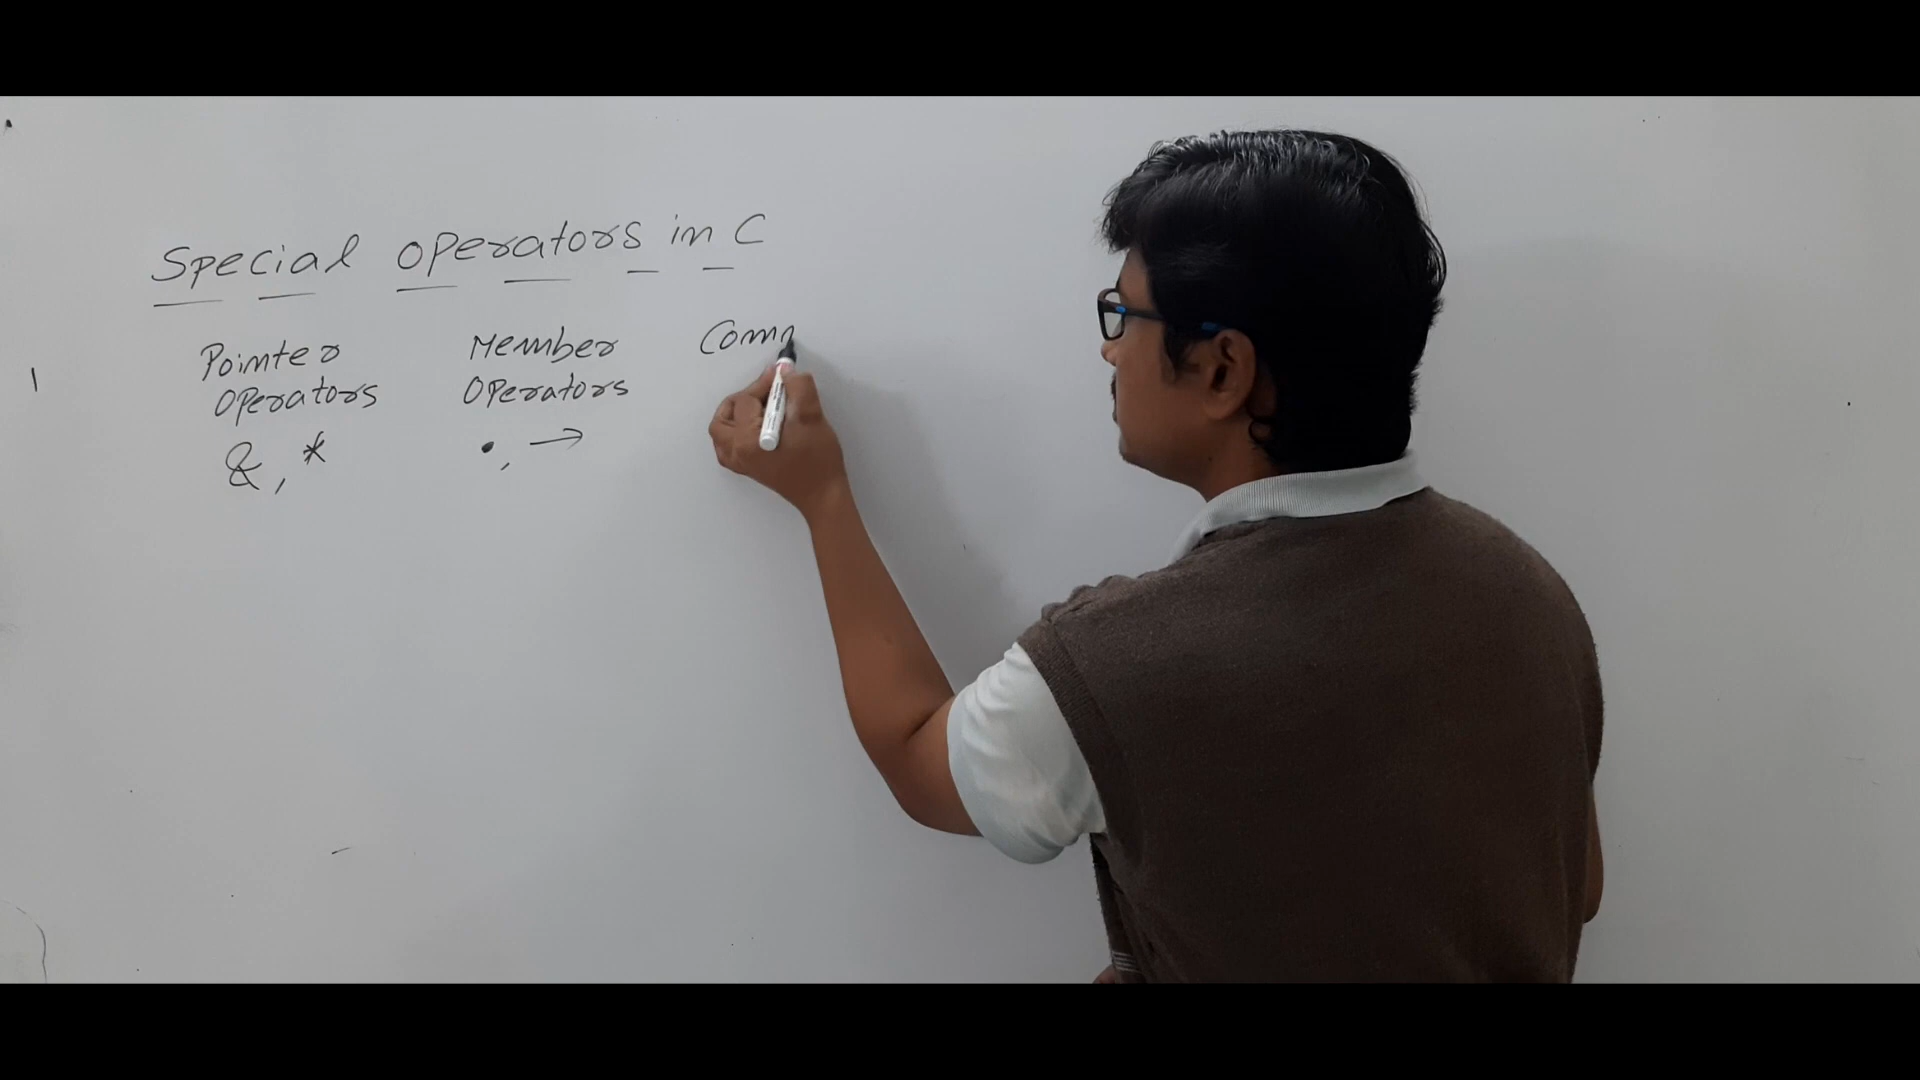 Special operators in C
Pointer
Operators
&, *
Member
Operators
., →
Comm